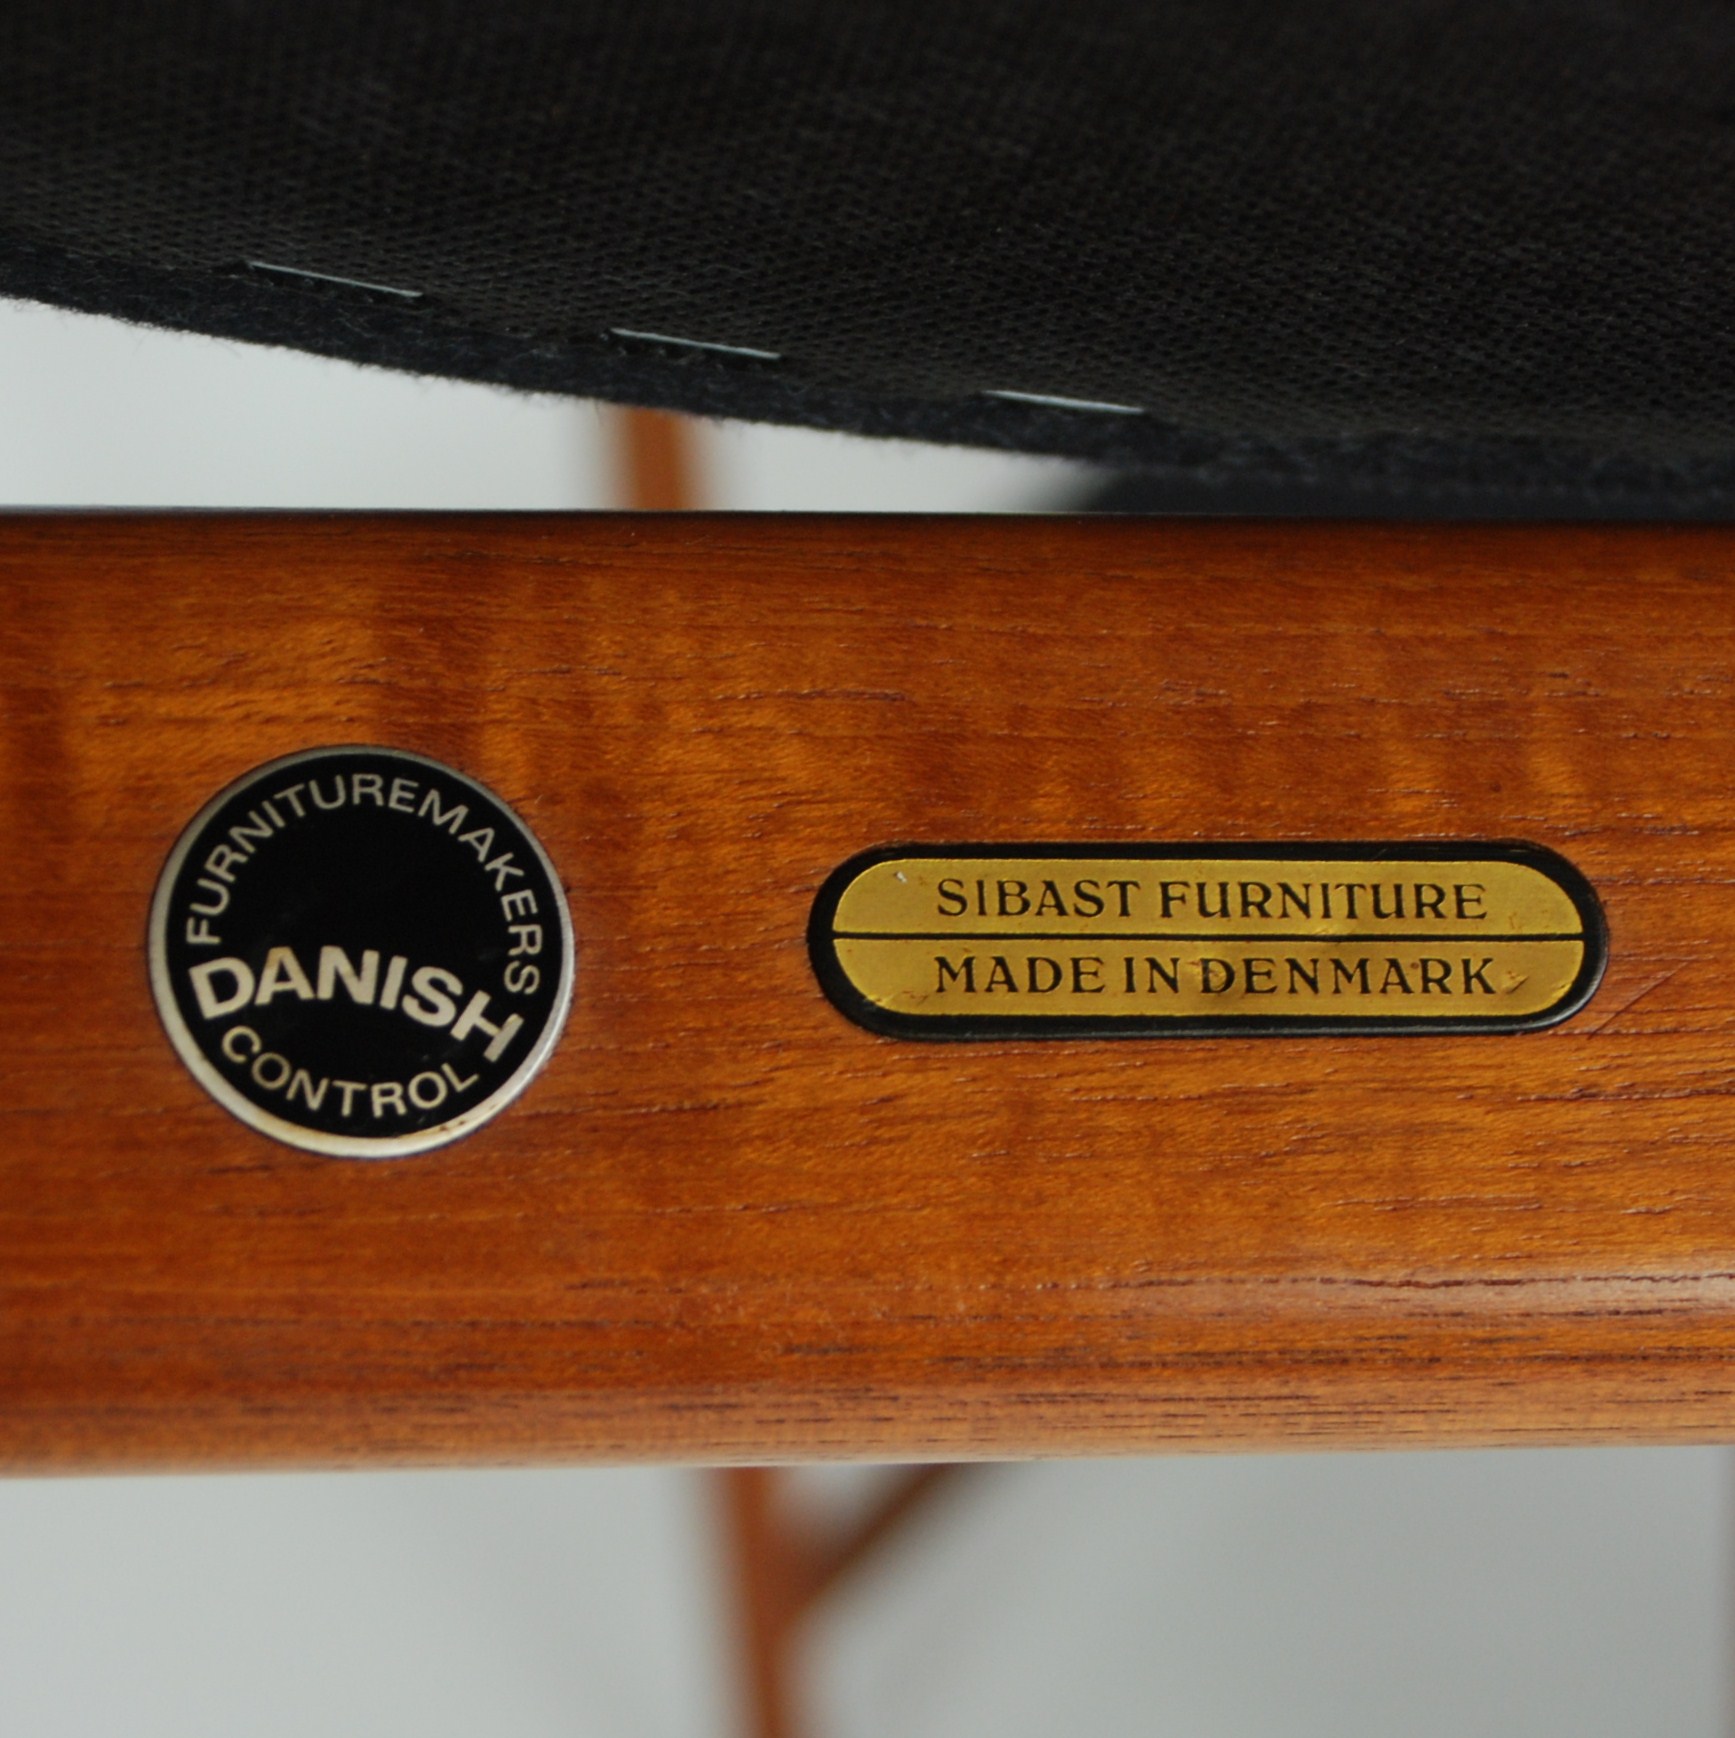 FURNITUREMAKERS
DANISH
CONTROL
SIBAST FURNITURE
MADE IN DENMARK